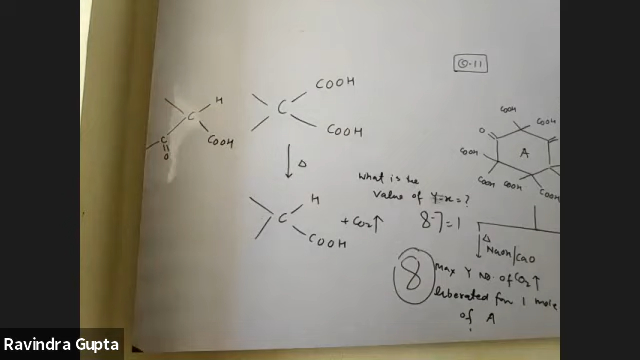 Q.11
H
C
COOH
C
O
COOH
C
COOH
Δ
H
C
COOH
+ CO₂↑
What is the
value of Y-x = ?
8-7=1
COOH
COOH
O
COOH
A
COOH
COOH
COOH
Δ
NaOH/CaO
8
max Y no. of CO₂↑
liberated from 1 mole
of A
Ravindra Gupta